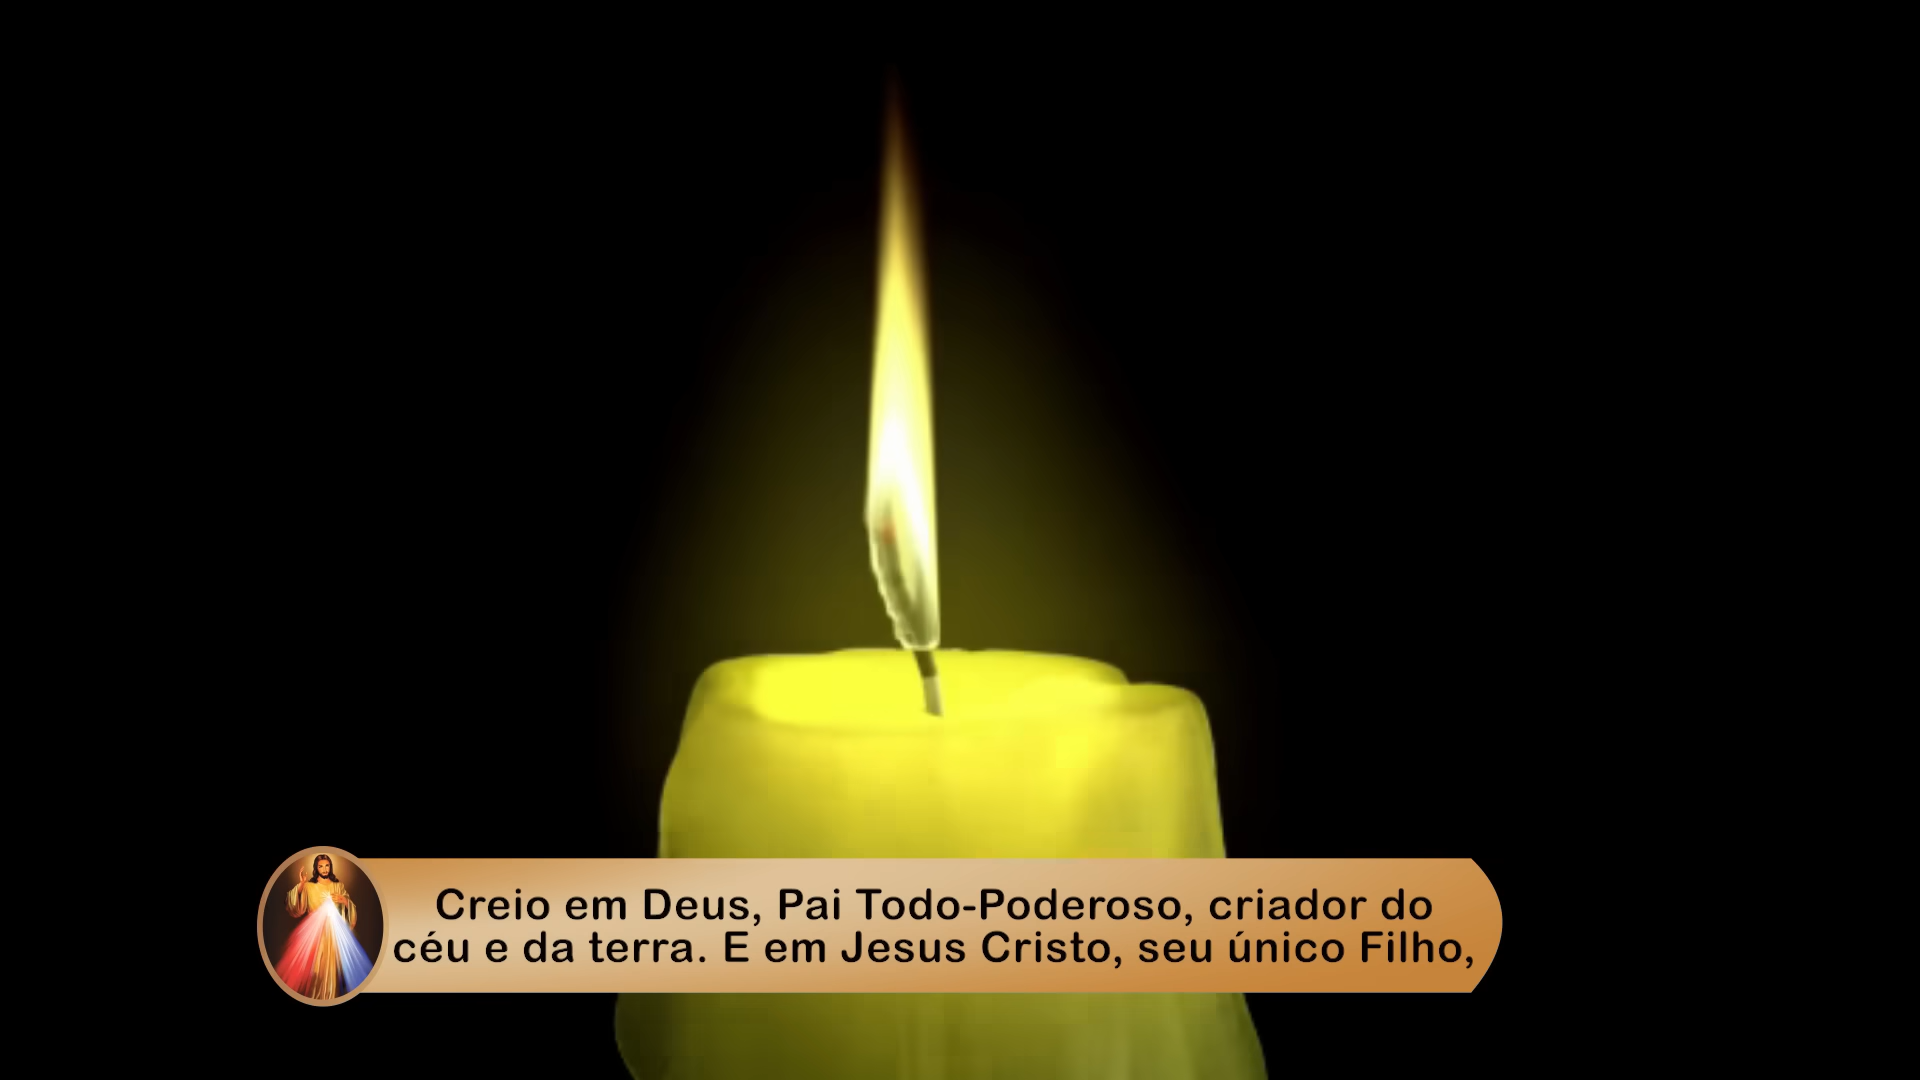 Creio em Deus, Pai Todo-Poderoso, criador do
céu e da terra. E em Jesus Cristo, seu único Filho,